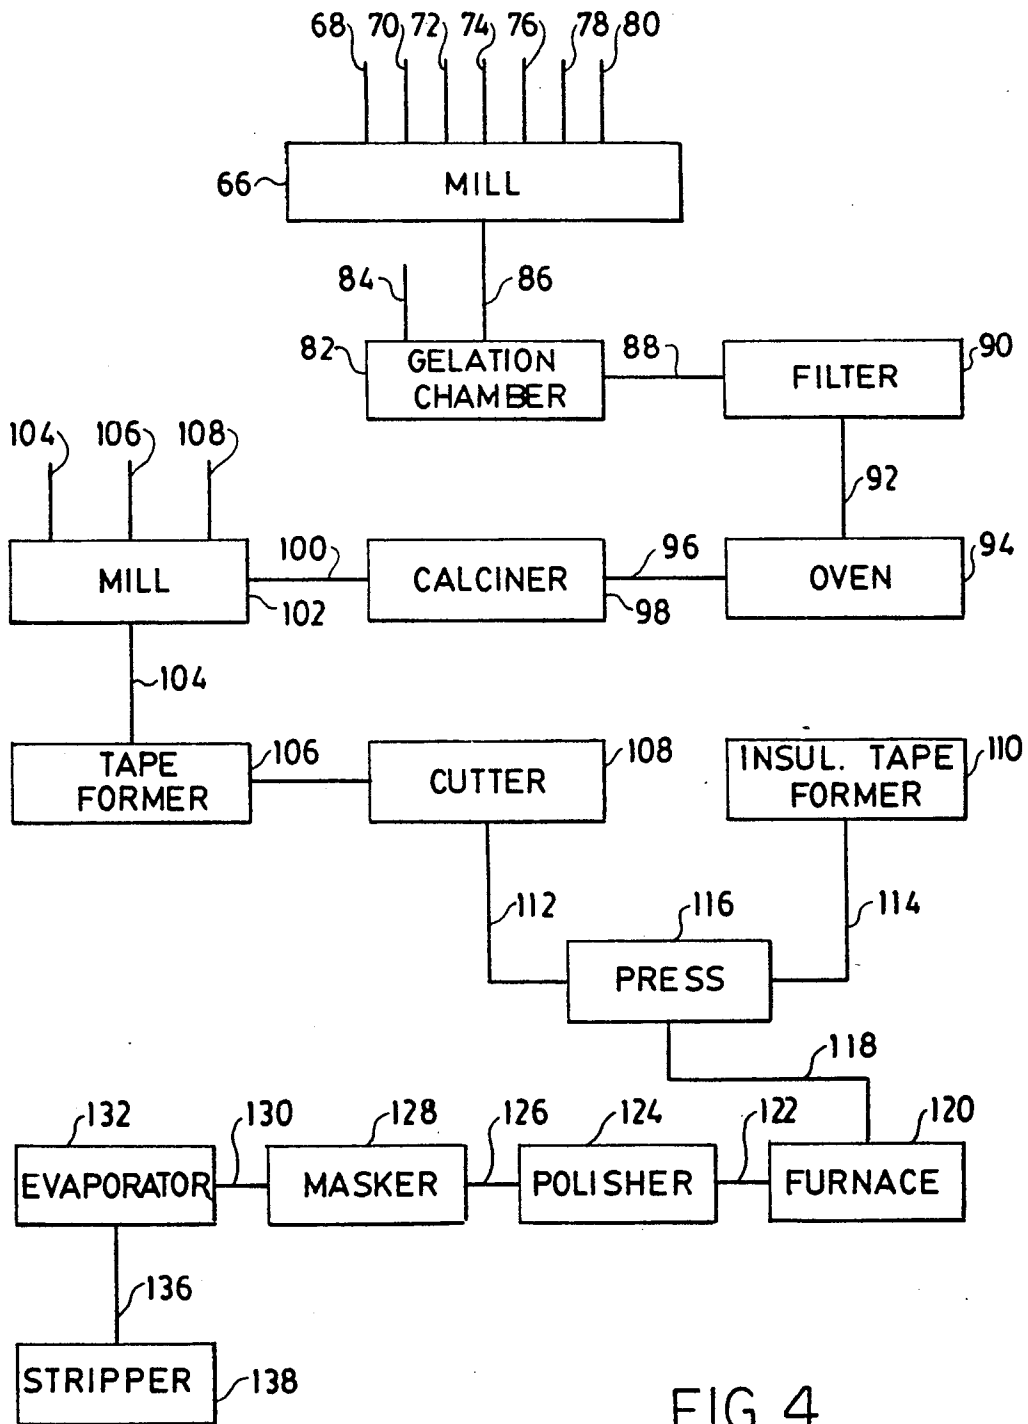 68 70 72 74 76 78 80
66 MILL
84 86
82 GELATION CHAMBER 88 FILTER 90
104 106 108 92
MILL 102 100 CALCINER 98 96 OVEN 94
104
TAPE FORMER 106 CUTTER 108 INSUL. TAPE FORMER 110
112 116 114
PRESS
118
132 130 128 126 124 122 120
EVAPORATOR MASKER POLISHER FURNACE
136
STRIPPER 138
FIG 4